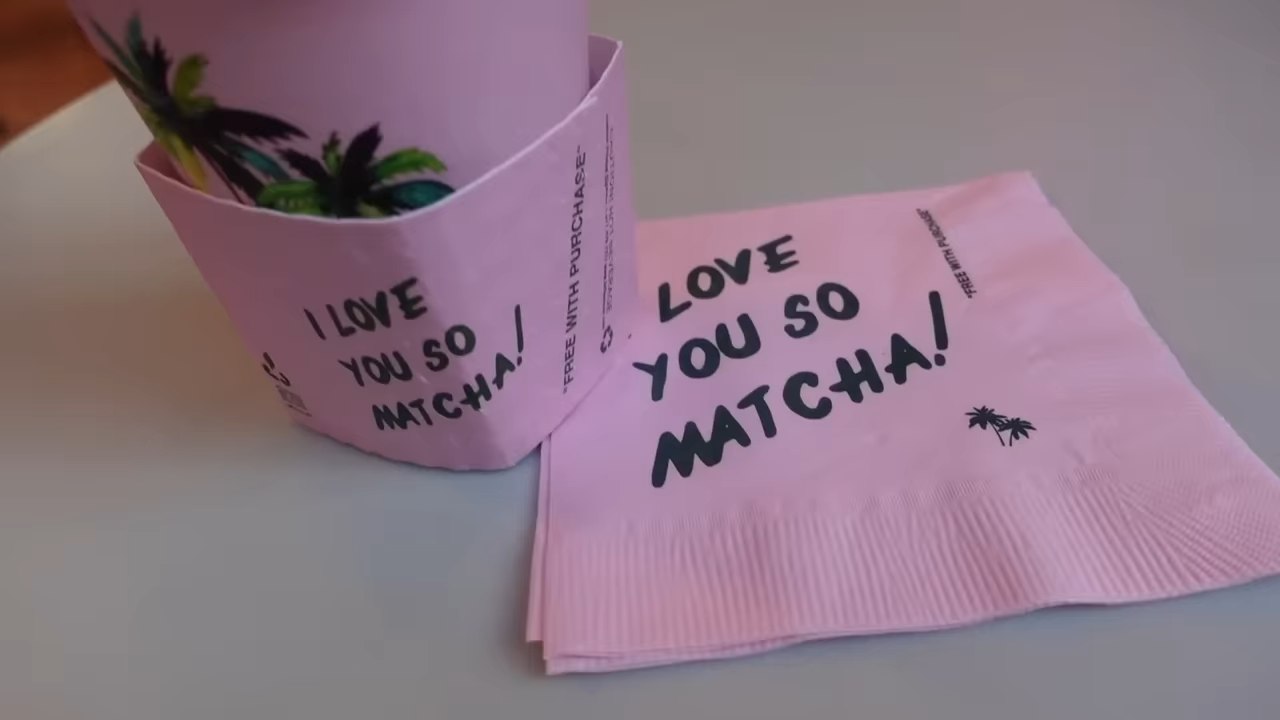 I LOVE
YOU SO
MATCHA!
"FREE WITH PURCHASE"
LOVE
YOU SO
MATCHA!
"FREE WITH PURCHASE"